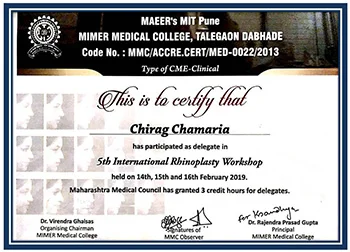 MAEER's MIT Pune
MIMER MEDICAL COLLEGE, TALEGAON DABHADE
Code No. : MMC/ACCRE.CERT/MED-0022/2013
Type of CME-Clinical
This is to certify that
Chirag Chamaria
has participated as delegate in
5th International Rhinoplasty Workshop
held on 14th, 15th and 16th February 2019.
Maharashtra Medical Council has granted 3 credit hours for delegates.
for
Dr. Virendra Ghaisas
Organising Chairman
MIMER Medical College
Signatures of
MMC Observer
Dr. Rajendra Prasad Gupta
Principal
MIMER Medical College